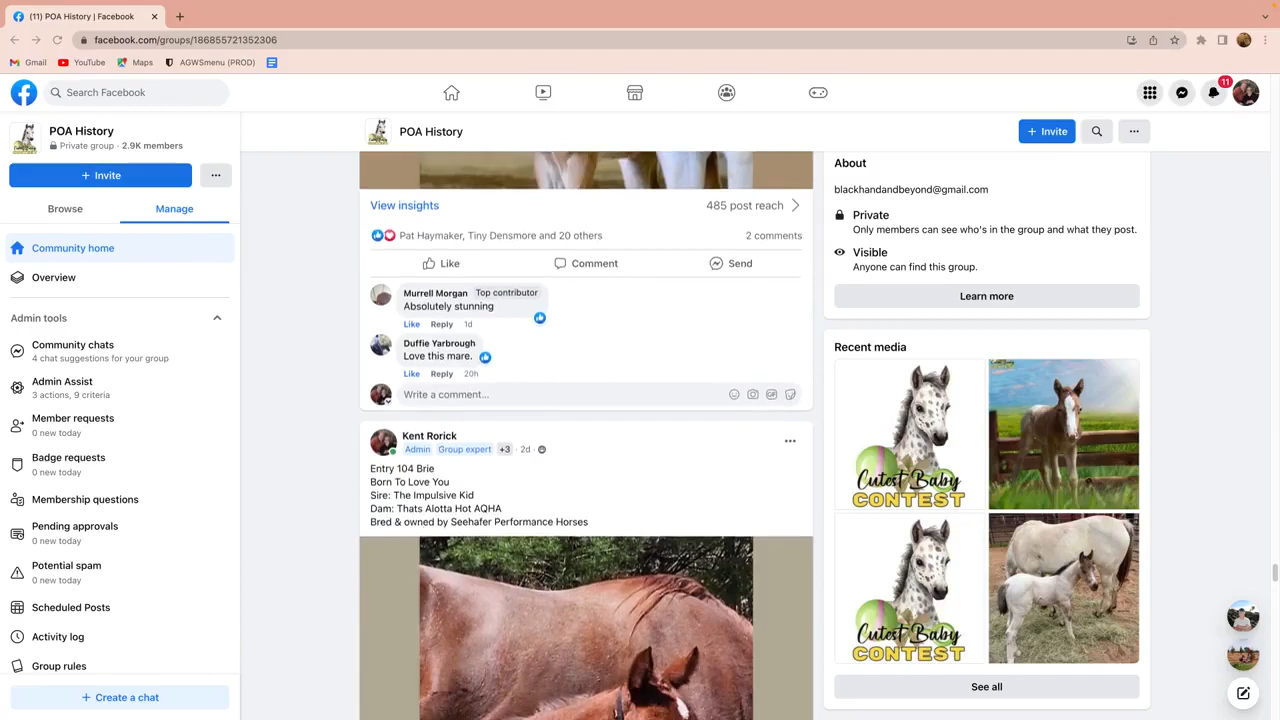 (11) POA History | Facebook
facebook.com/groups/186855721352306
Gmail
YouTube
Maps
AGWSmenu (PROD)
Search Facebook
11
POA History
Private group · 2.9K members
+ Invite
Browse
Manage
Community home
Overview
Admin tools
Community chats
4 chat suggestions for your group
Admin Assist
3 actions, 9 criteria
Member requests
0 new today
Badge requests
0 new today
Membership questions
Pending approvals
0 new today
Potential spam
0 new today
Scheduled Posts
Activity log
Group rules
+ Create a chat
POA History
+ Invite
View insights
485 post reach
Pat Haymaker, Tiny Densmore and 20 others
2 comments
Like
Comment
Send
Murrell Morgan Top contributor
Absolutely stunning
Like Reply 1d
Duffie Yarbrough
Love this mare.
Like Reply 20h
Write a comment...
GIF
Kent Rorick
Admin Group expert +3 · 2d ·
Entry 104 Brie
Born To Love You
Sire: The Impulsive Kid
Dam: Thats Alotta Hot AQHA
Bred & owned by Seehafer Performance Horses
About
blackhandandbeyond@gmail.com
Private
Only members can see who's in the group and what they post.
Visible
Anyone can find this group.
Learn more
Recent media
Cutest Baby
CONTEST
Cutest Baby
CONTEST
See all